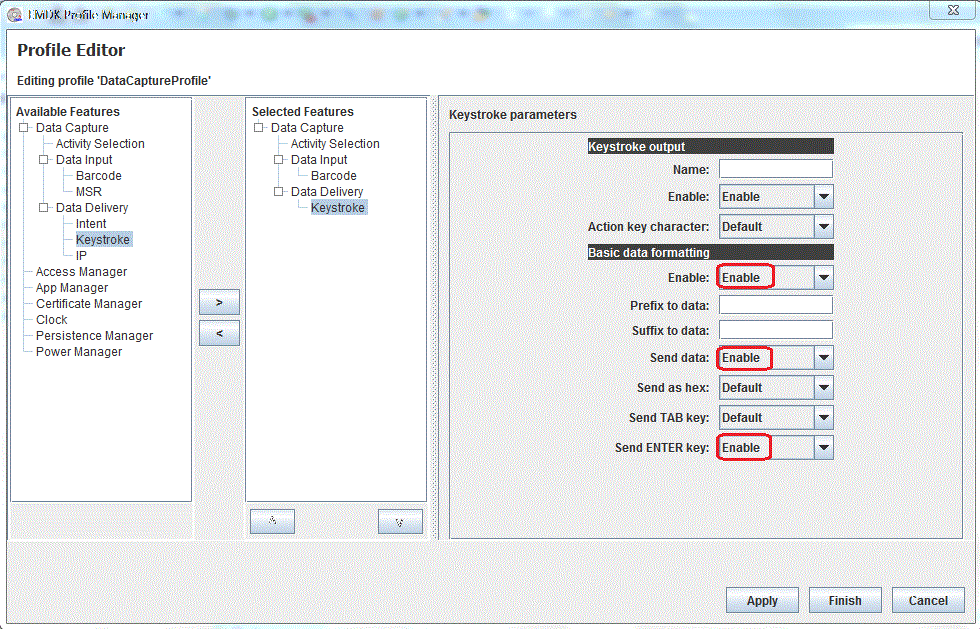 EMDK Profile Manager
Profile Editor
Editing profile 'DataCaptureProfile'
Available Features
Data Capture
Activity Selection
Data Input
Barcode
MSR
Data Delivery
Intent
Keystroke
IP
Access Manager
App Manager
Certificate Manager
Clock
Persistence Manager
Power Manager
>
<
Selected Features
Data Capture
Activity Selection
Data Input
Barcode
Data Delivery
Keystroke
Keystroke parameters
Keystroke output
Name:
Enable: Enable
Action key character: Default
Basic data formatting
Enable: Enable
Prefix to data:
Suffix to data:
Send data: Enable
Send as hex: Default
Send TAB key: Default
Send ENTER key: Enable
Apply Finish Cancel